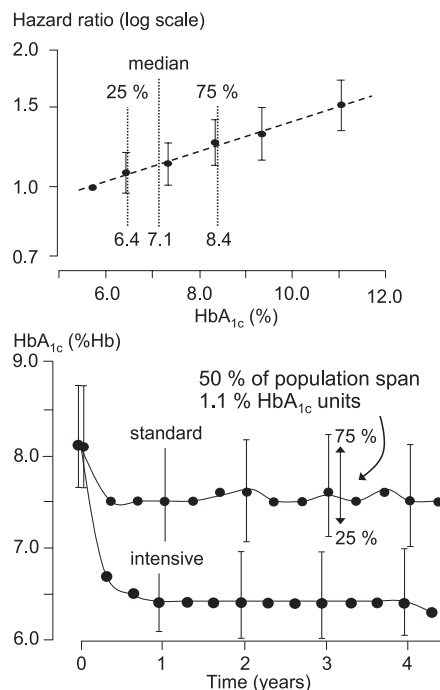 Hazard ratio (log scale)
2.0
median
25 %
75 %
1.5
1.0
6.4
7.1
8.4
0.7
6.0
8.0
10.0
12.0
HbA1c (%)
HbA1c (%Hb)
9.0
50 % of population span
1.1 % HbA1c units
standard
75 %
8.0
25 %
intensive
7.0
6.0
0
1
2
3
4
Time (years)